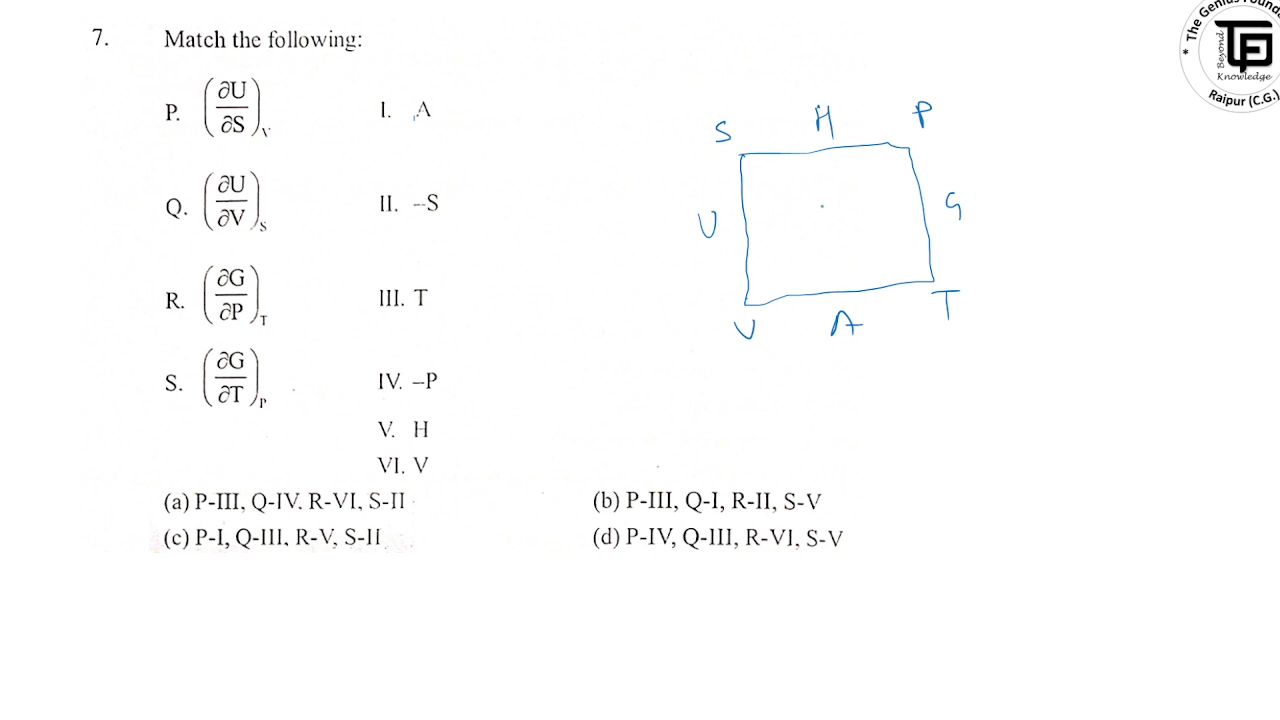 The Genius Found
Beyond
Knowledge
Raipur (C.G.)
7. Match the following:
P. (∂U/∂S)V I. A
Q. (∂U/∂V)S II. –S
R. (∂G/∂P)T III. T
S. (∂G/∂T)P IV. –P
V. H
VI. V
(a) P-III, Q-IV. R-VI, S-II (b) P-III, Q-I, R-II, S-V
(c) P-I, Q-III, R-V, S-II (d) P-IV, Q-III, R-VI, S-V
S H P
U G
V A T